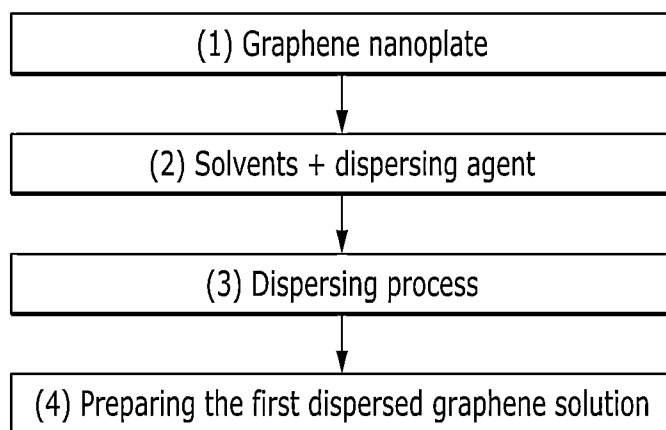 (1) Graphene nanoplate
(2) Solvents + dispersing agent
(3) Dispersing process
(4) Preparing the first dispersed graphene solution